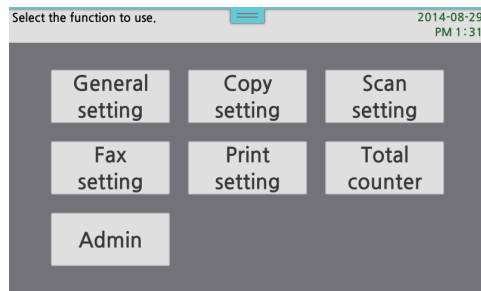 Select the function to use.
2014-08-29
PM 1:31
General setting
Copy setting
Scan setting
Fax setting
Print setting
Total counter
Admin